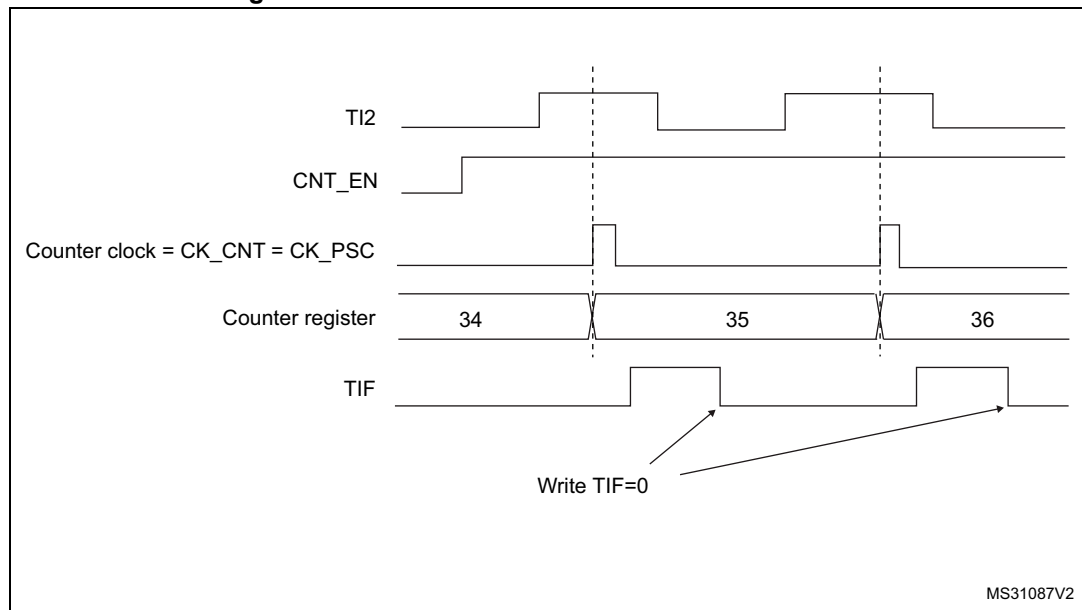 TI2
CNT_EN
Counter clock = CK_CNT = CK_PSC
Counter register 34 35 36
TIF
Write TIF=0
MS31087V2